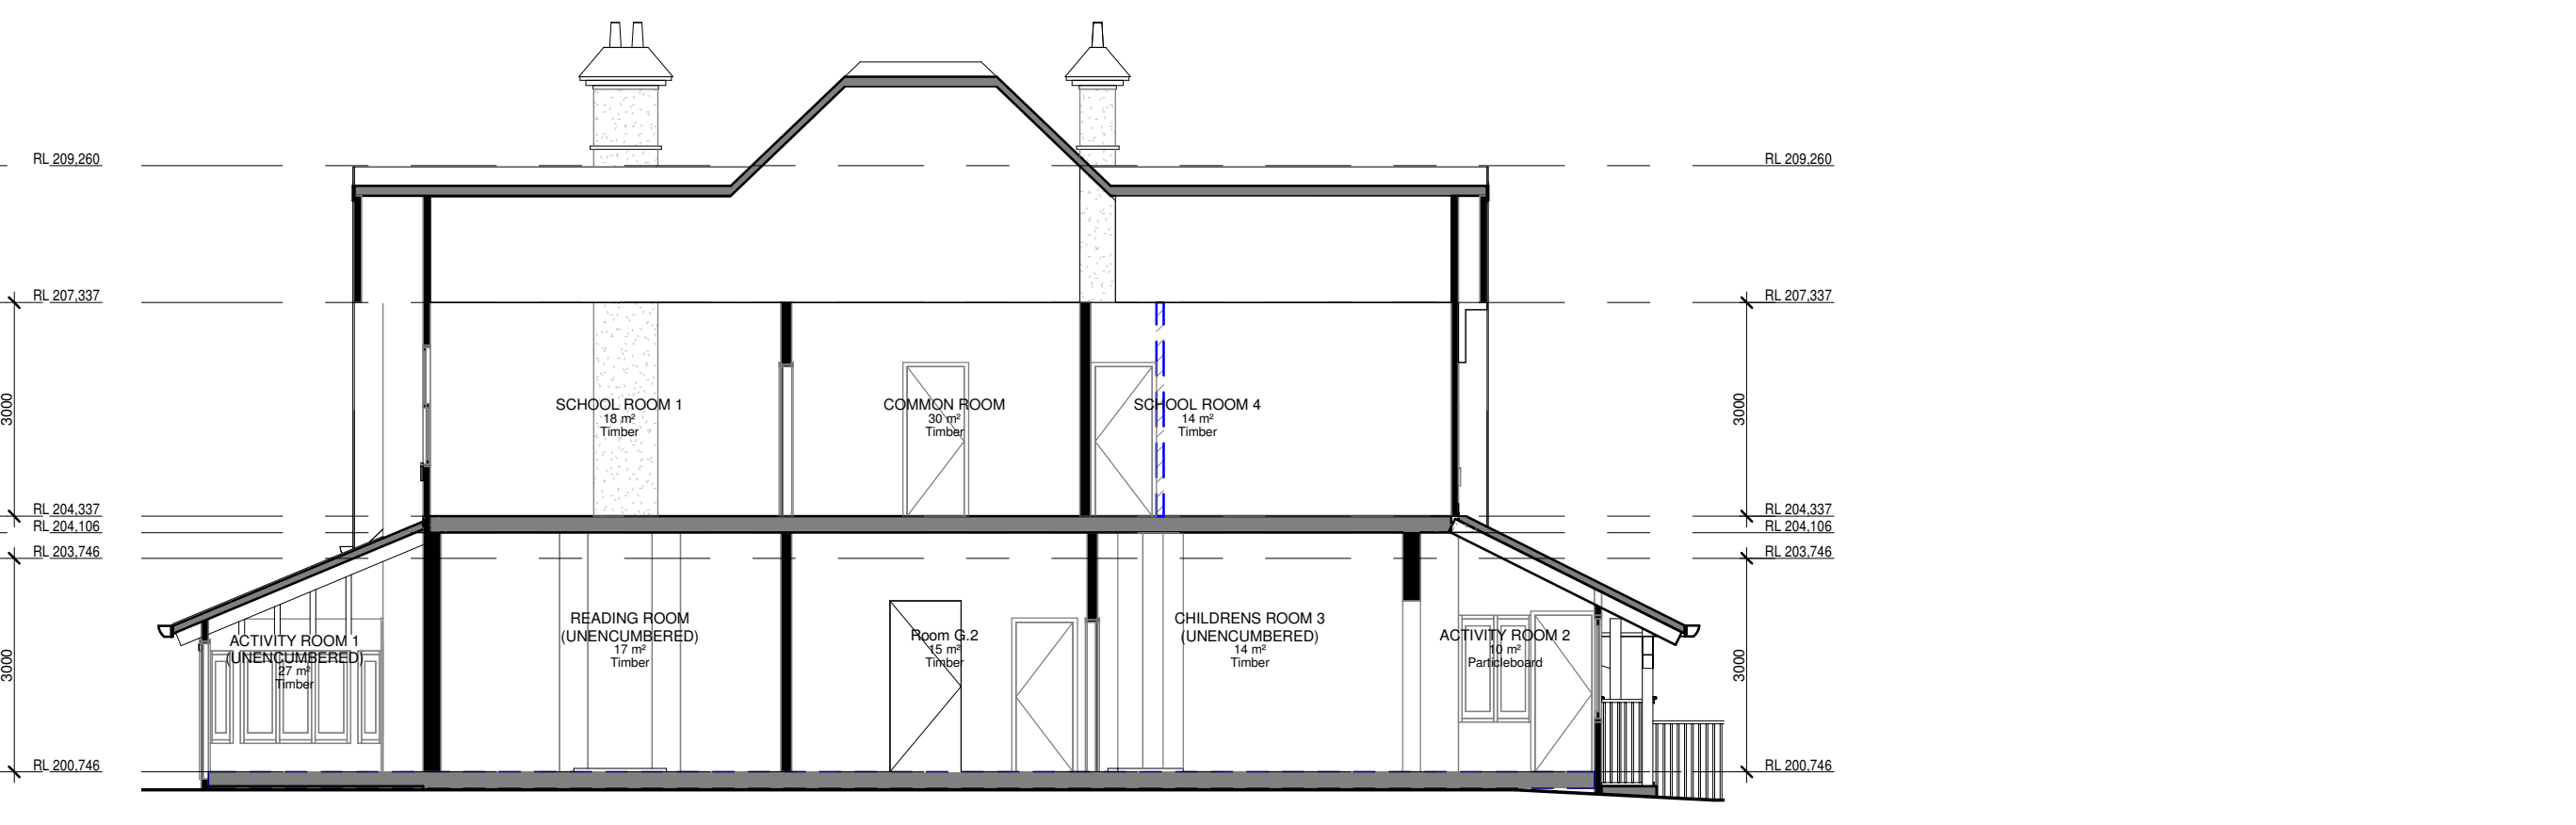 RL 209,260
RL 209,260
RL 207,337
RL 207,337
3000
3000
SCHOOL ROOM 1
18 m²
Timber
COMMON ROOM
30 m²
Timber
SCHOOL ROOM 4
14 m²
Timber
RL 204,337
RL 204,337
RL 204,106
RL 204,106
RL 203,746
RL 203,746
3000
3000
ACTIVITY ROOM 1
(UNENCUMBERED)
27 m²
Timber
READING ROOM
(UNENCUMBERED)
17 m²
Timber
Room G.2
15 m²
Timber
CHILDRENS ROOM 3
(UNENCUMBERED)
14 m²
Timber
ACTIVITY ROOM 2
10 m²
Particleboard
RL 200,746
RL 200,746